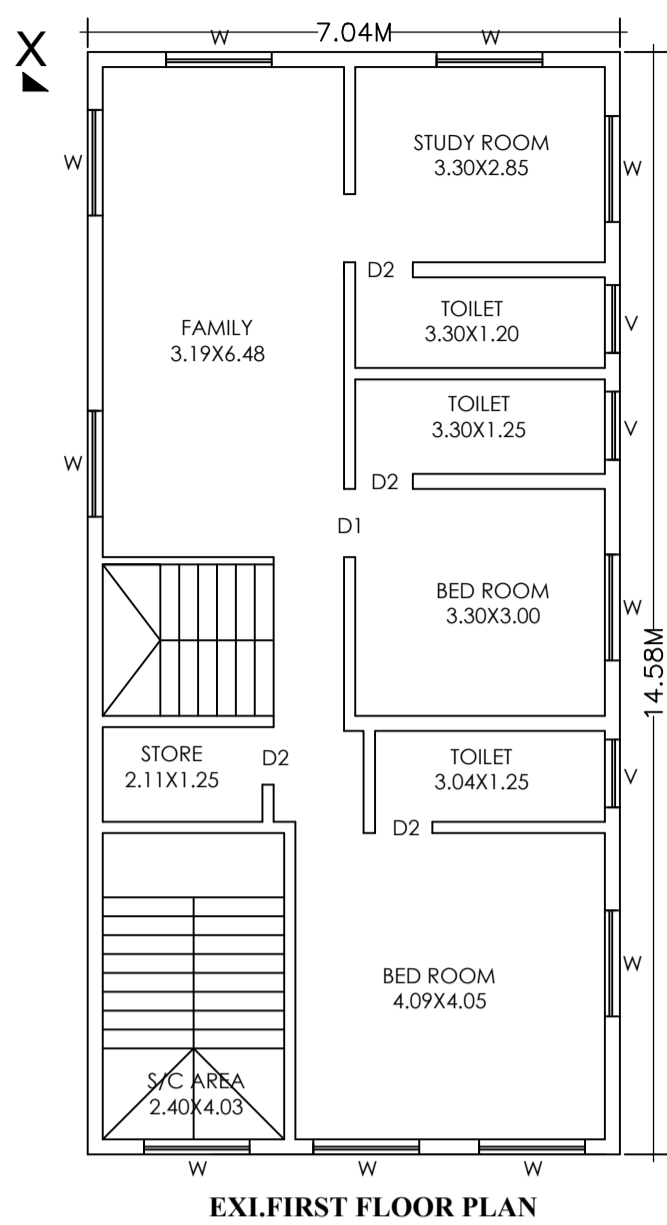 X
7.04M
W
W
W
STUDY ROOM
3.30X2.85
W
D2
TOILET
3.30X1.20
V
FAMILY
3.19X6.48
TOILET
3.30X1.25
V
W
D2
D1
BED ROOM
3.30X3.00
W
14.58M
STORE
2.11X1.25
D2
TOILET
3.04X1.25
V
D2
BED ROOM
4.09X4.05
W
S/C AREA
2.40X4.03
W
W
W
EXI.FIRST FLOOR PLAN